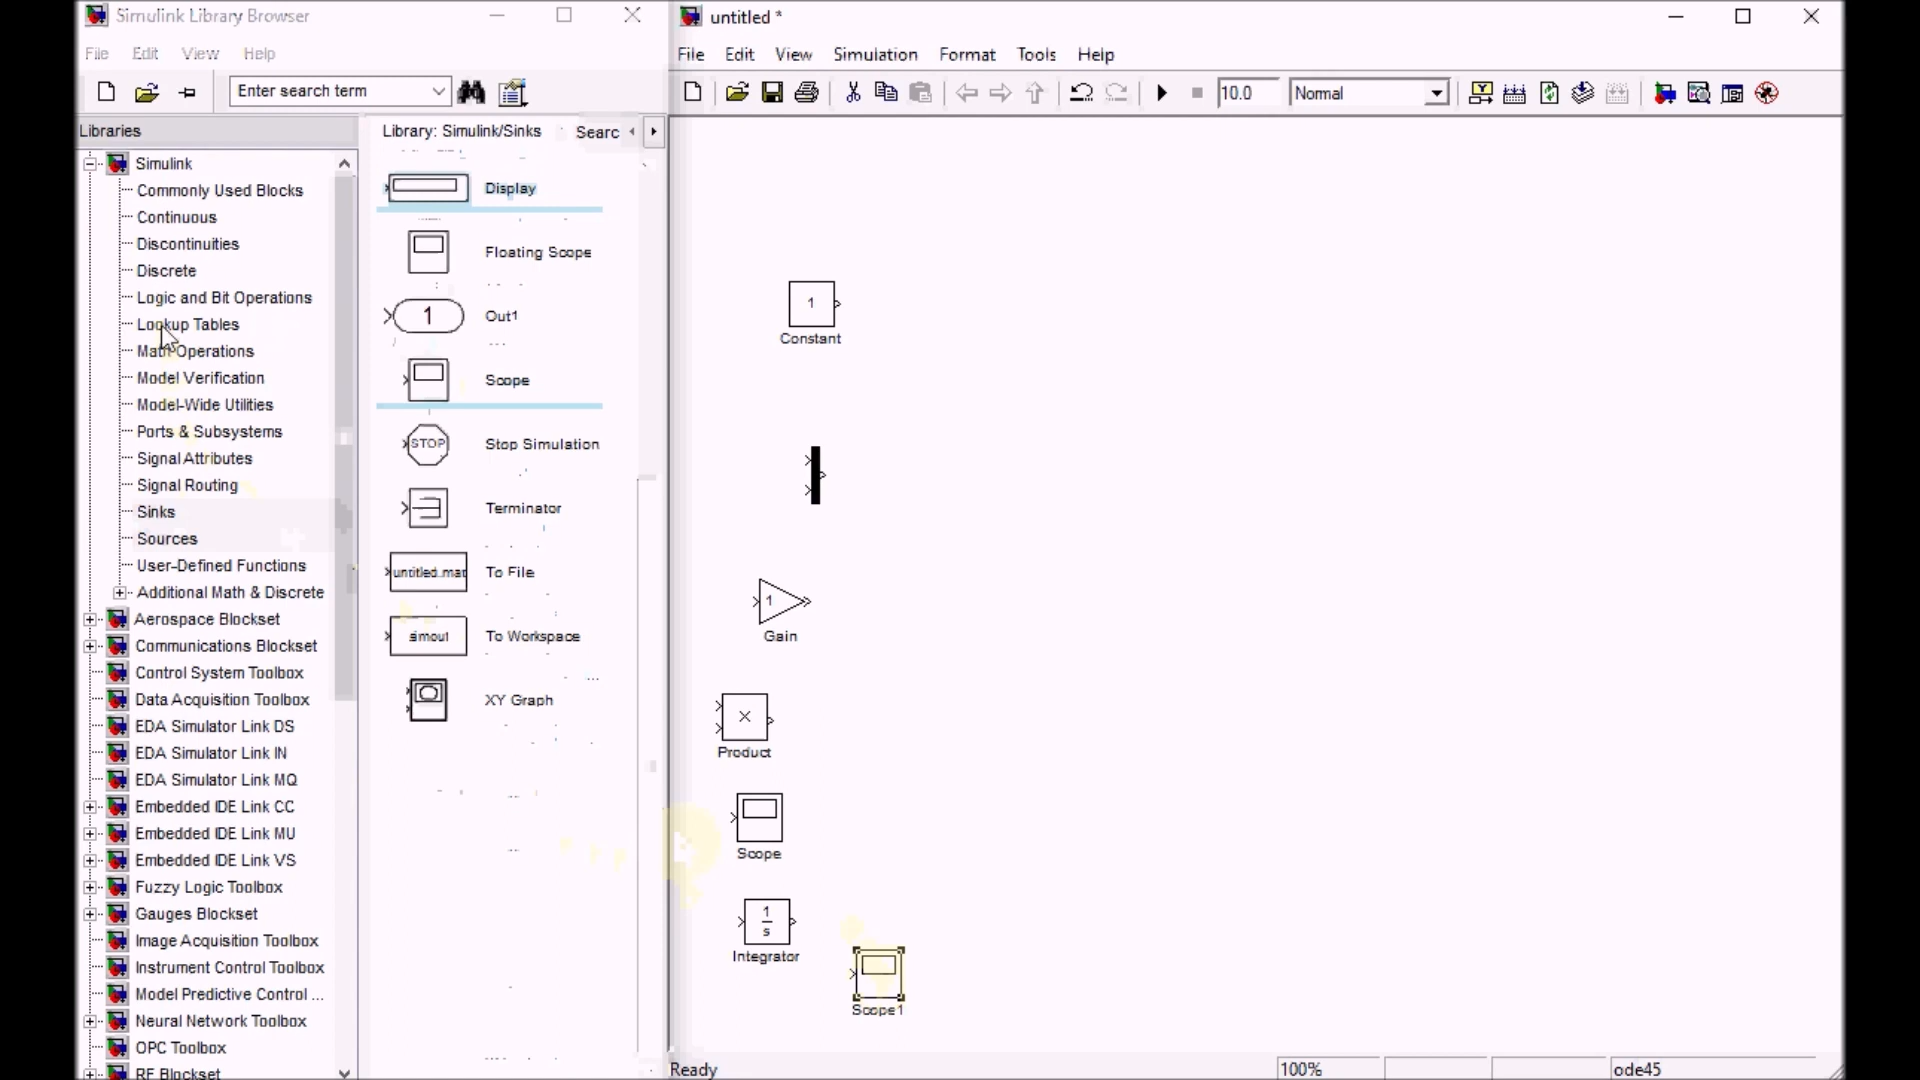 Simulink Library Browser
File Edit View Help
Enter search term
Libraries
Library: Simulink/Sinks Searc
Simulink
Commonly Used Blocks
Continuous
Discontinuities
Discrete
Logic and Bit Operations
Lookup Tables
Math Operations
Model Verification
Model-Wide Utilities
Ports & Subsystems
Signal Attributes
Signal Routing
Sinks
Sources
User-Defined Functions
Additional Math & Discrete
Aerospace Blockset
Communications Blockset
Control System Toolbox
Data Acquisition Toolbox
EDA Simulator Link DS
EDA Simulator Link IN
EDA Simulator Link MQ
Embedded IDE Link CC
Embedded IDE Link MU
Embedded IDE Link VS
Fuzzy Logic Toolbox
Gauges Blockset
Image Acquisition Toolbox
Instrument Control Toolbox
Model Predictive Control ...
Neural Network Toolbox
OPC Toolbox
RF Blockset
Display
Floating Scope
1 Out1
Scope
STOP Stop Simulation
Terminator
untitled.mat To File
simout To Workspace
XY Graph
untitled *
File Edit View Simulation Format Tools Help
10.0 Normal
1
Constant
1
Gain
×
Product
Scope
1
s
Integrator
Scope1
Ready 100% ode45